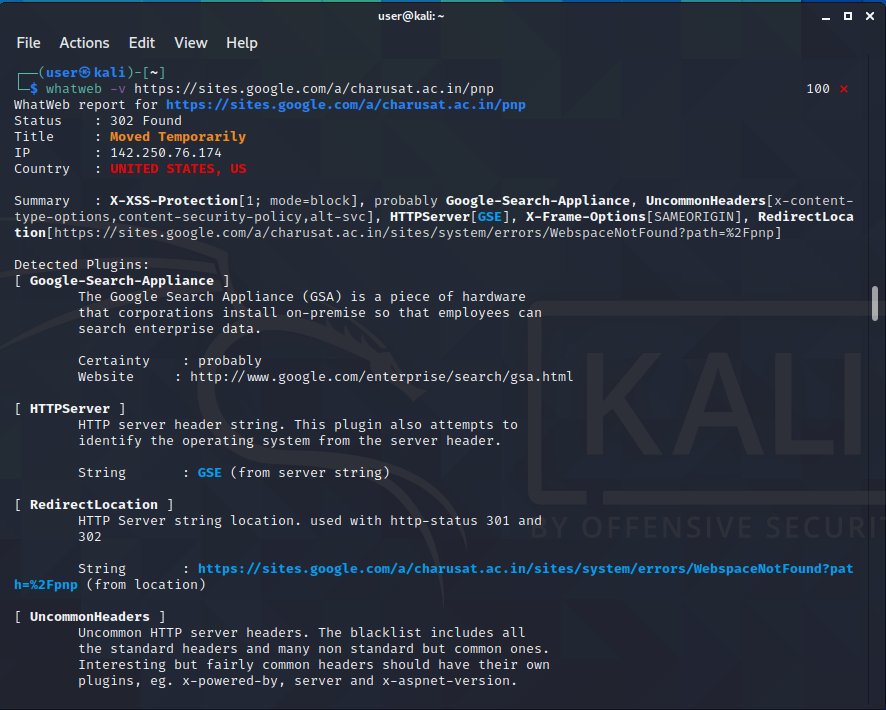 user@kali: ~
File Actions Edit View Help
┌──(user㉿kali)-[~]
└─$ whatweb -v https://sites.google.com/a/charusat.ac.in/pnp 100 ⨯
WhatWeb report for https://sites.google.com/a/charusat.ac.in/pnp
Status : 302 Found
Title : Moved Temporarily
IP : 142.250.76.174
Country : UNITED STATES, US
Summary : X-XSS-Protection[1; mode=block], probably Google-Search-Appliance, UncommonHeaders[x-content-
type-options,content-security-policy,alt-svc], HTTPServer[GSE], X-Frame-Options[SAMEORIGIN], RedirectLoca
tion[https://sites.google.com/a/charusat.ac.in/sites/system/errors/WebspaceNotFound?path=%2Fpnp]
Detected Plugins:
[ Google-Search-Appliance ]
The Google Search Appliance (GSA) is a piece of hardware
that corporations install on-premise so that employees can
search enterprise data.
Certainty : probably
Website : http://www.google.com/enterprise/search/gsa.html
[ HTTPServer ]
HTTP server header string. This plugin also attempts to
identify the operating system from the server header.
String : GSE (from server string)
[ RedirectLocation ]
HTTP Server string location. used with http-status 301 and
302
String : https://sites.google.com/a/charusat.ac.in/sites/system/errors/WebspaceNotFound?pat
h=%2Fpnp (from location)
[ UncommonHeaders ]
Uncommon HTTP server headers. The blacklist includes all
the standard headers and many non standard but common ones.
Interesting but fairly common headers should have their own
plugins, eg. x-powered-by, server and x-aspnet-version.
KALI
BY OFFENSIVE SECURI